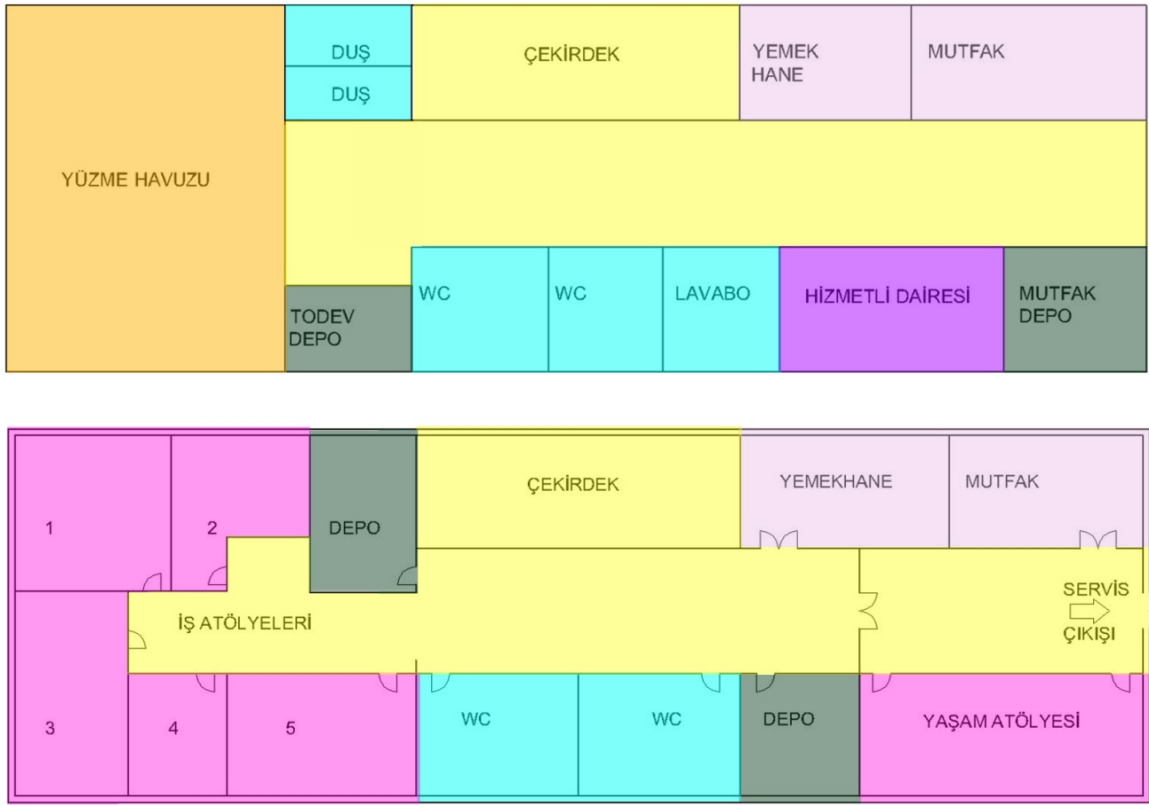 DUŞ
DUŞ
ÇEKİRDEK
YEMEK
HANE
MUTFAK
YÜZME HAVUZU
TODEV
DEPO
WC
WC
LAVABO
HİZMETLİ DAİRESİ
MUTFAK
DEPO
1
2
DEPO
ÇEKİRDEK
YEMEKHANE
MUTFAK
İŞ ATÖLYELERİ
SERVİS
ÇIKIŞI
3
4
5
WC
WC
DEPO
YAŞAM ATÖLYESİ